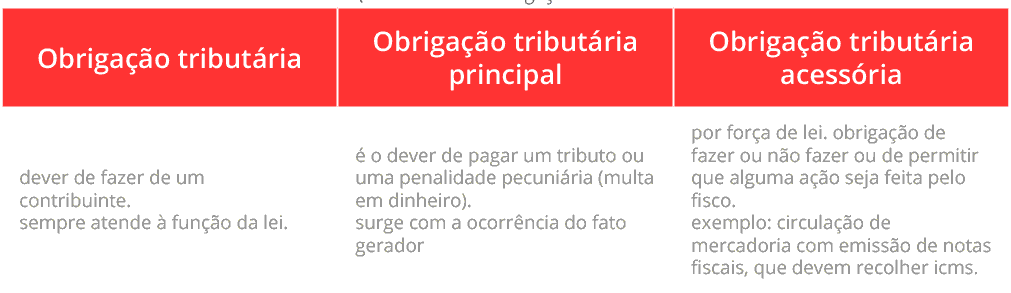 Obrigação tributária
Obrigação tributária
principal
Obrigação tributária
acessória
dever de fazer de um
contribuinte.
sempre atende à função da lei.
é o dever de pagar um tributo ou
uma penalidade pecuniária (multa
em dinheiro).
surge com a ocorrência do fato
gerador
por força de lei. obrigação de
fazer ou não fazer ou de permitir
que alguma ação seja feita pelo
fisco.
exemplo: circulação de
mercadoria com emissão de notas
fiscais, que devem recolher icms.